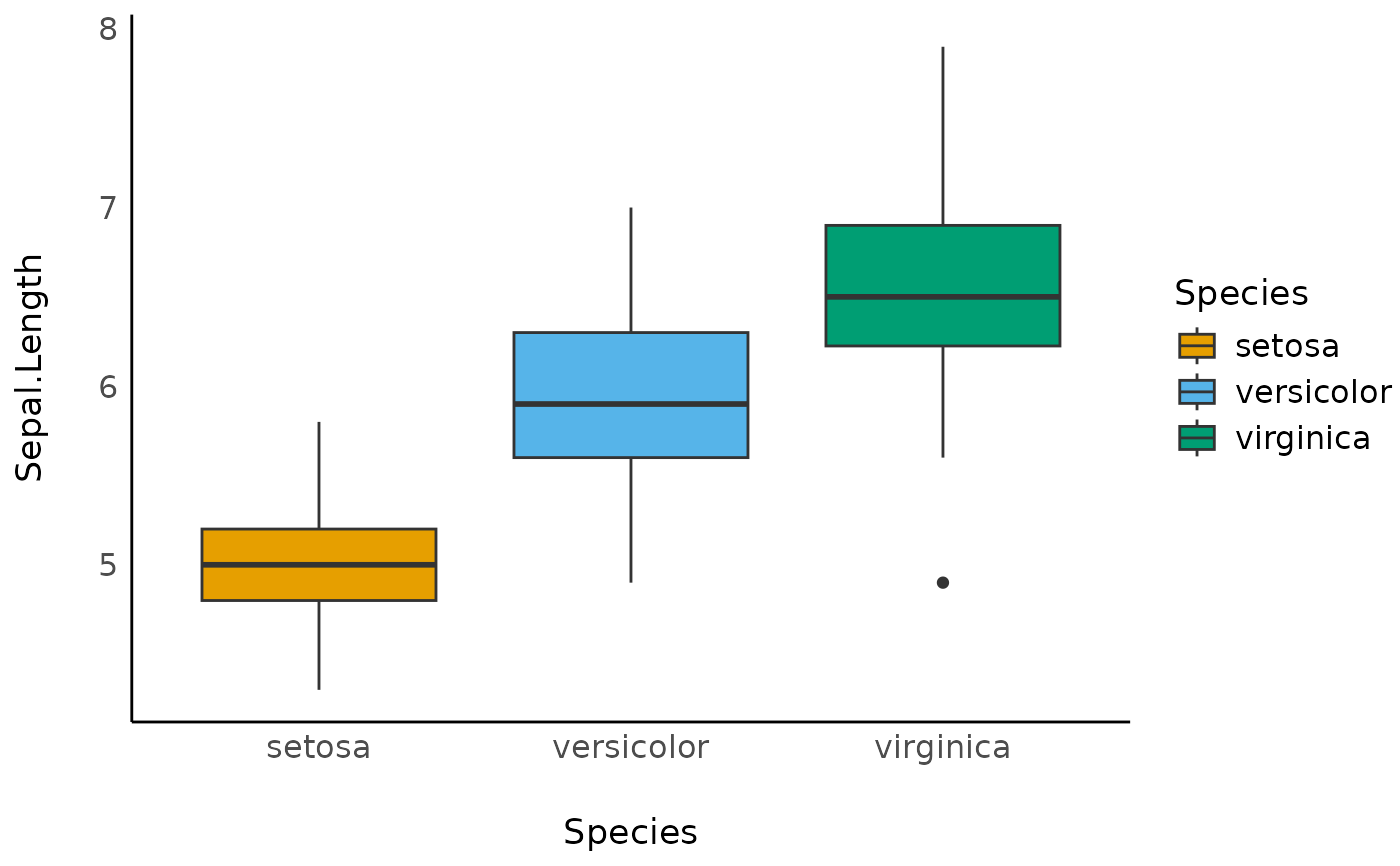 8
7
6
5
Sepal.Length
setosa versicolor virginica
Species
Species
setosa
versicolor
virginica